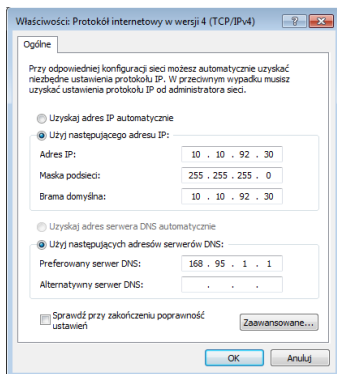 Właściwości: Protokół internetowy w wersji 4 (TCP/IPv4)
Ogólne
Przy odpowiedniej konfiguracji sieci możesz automatycznie uzyskać
niezbędne ustawienia protokołu IP. W przeciwnym wypadku musisz
uzyskać ustawienia protokołu IP od administratora sieci.
Uzyskaj adres IP automatycznie
Użyj następującego adresu IP:
Adres IP: 10 . 10 . 92 . 30
Maska podsieci: 255 . 255 . 255 . 0
Brama domyślna: 10 . 10 . 92 . 30
Uzyskaj adres serwera DNS automatycznie
Użyj następujących adresów serwerów DNS:
Preferowany serwer DNS: 168 . 95 . 1 . 1
Alternatywny serwer DNS: . . .
Sprawdź przy zakończeniu poprawność
ustawień
Zaawansowane...
OK Anuluj